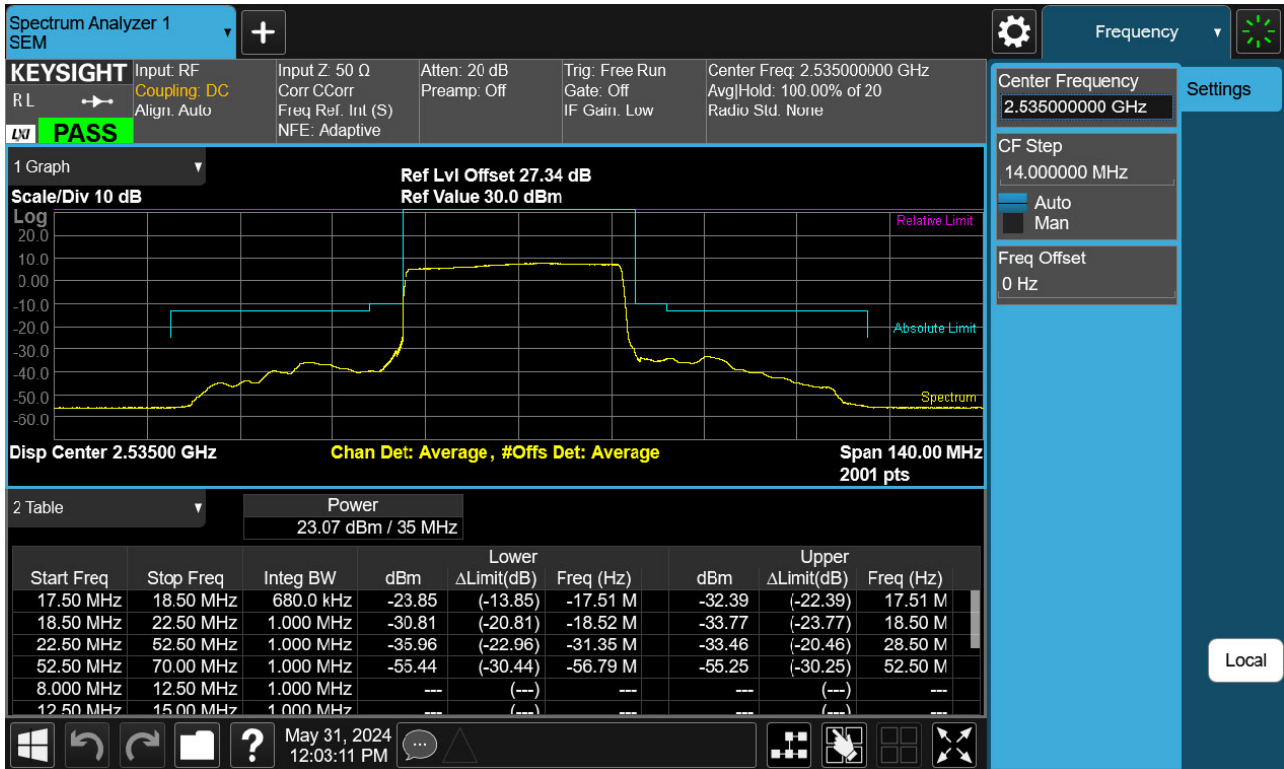 Spectrum Analyzer 1
SEM
Frequency
KEYSIGHT
R L
LXI
PASS
Input: RF
Coupling: DC
Align: Auto
Input Z: 50 Ω
Corr CCorr
Freq Ref: Int (S)
NFE: Adaptive
Atten: 20 dB
Preamp: Off
Trig: Free Run
Gate: Off
IF Gain: Low
Center Freq: 2.535000000 GHz
Avg|Hold: 100.00% of 20
Radio Std: None
Center Frequency
2.535000000 GHz
Settings
CF Step
14.000000 MHz
Auto
Man
Freq Offset
0 Hz
1 Graph
Scale/Div 10 dB
Ref Lvl Offset 27.34 dB
Ref Value 30.0 dBm
Log
20.0
10.0
0.00
-10.0
-20.0
-30.0
-40.0
-50.0
-60.0
Relative Limit
Absolute Limit
Spectrum
Disp Center 2.53500 GHz
Chan Det: Average , #Offs Det: Average
Span 140.00 MHz
2001 pts
2 Table
Power
23.07 dBm / 35 MHz
Lower Upper
Start Freq Stop Freq Integ BW dBm ΔLimit(dB) Freq (Hz) dBm ΔLimit(dB) Freq (Hz)
17.50 MHz 18.50 MHz 680.0 kHz -23.85 (-13.85) -17.51 M -32.39 (-22.39) 17.51 M
18.50 MHz 22.50 MHz 1.000 MHz -30.81 (-20.81) -18.52 M -33.77 (-23.77) 18.50 M
22.50 MHz 52.50 MHz 1.000 MHz -35.96 (-22.96) -31.35 M -33.46 (-20.46) 28.50 M
52.50 MHz 70.00 MHz 1.000 MHz -55.44 (-30.44) -56.79 M -55.25 (-30.25) 52.50 M
8.000 MHz 12.50 MHz 1.000 MHz --- (---) --- --- (---) ---
12.50 MHz 15.00 MHz 1.000 MHz --- (---) --- --- (---) ---
Local
?
May 31, 2024
12:03:11 PM